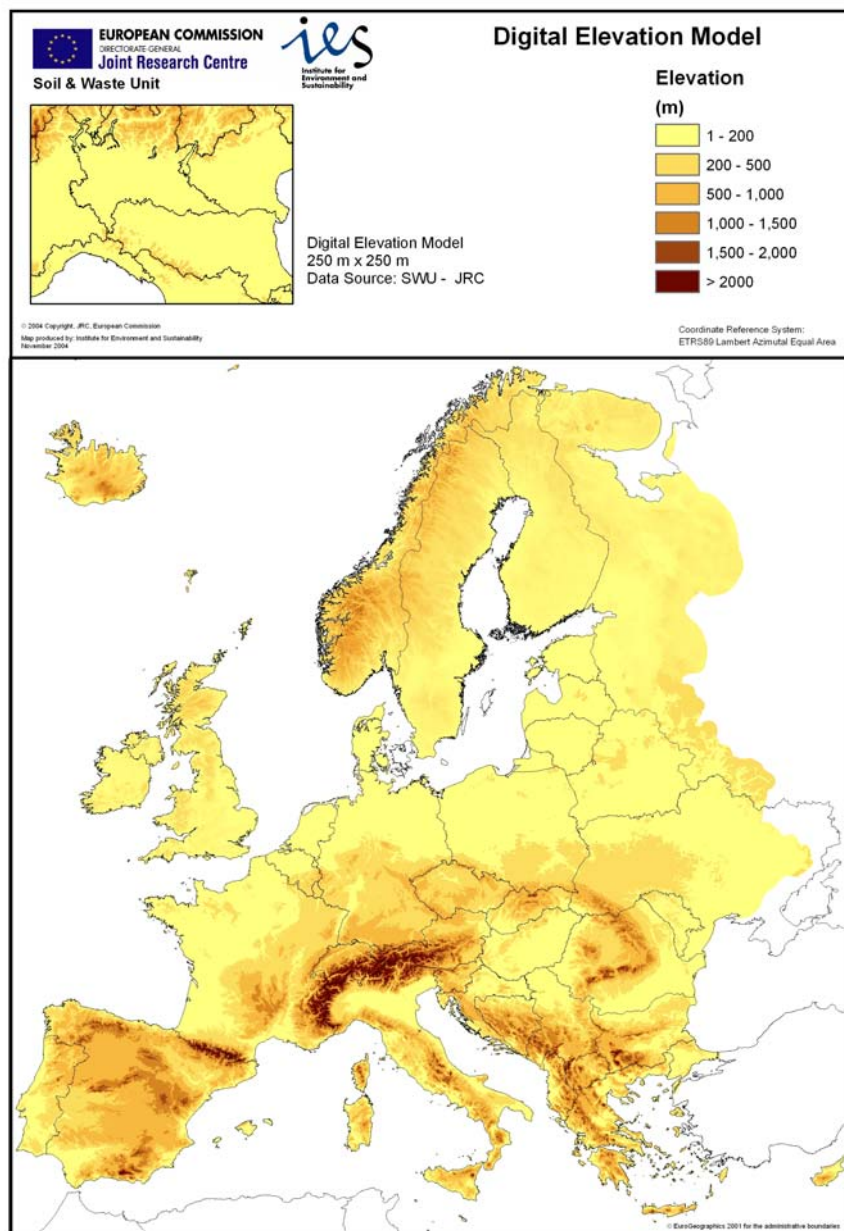 EUROPEAN COMMISSION
DIRECTORATE-GENERAL
Joint Research Centre
Soil & Waste Unit
ies
Institute for
Environment and
Sustainability
Digital Elevation Model
Elevation
(m)
1 - 200
200 - 500
500 - 1,000
1,000 - 1,500
1,500 - 2,000
> 2000
Digital Elevation Model
250 m x 250 m
Data Source: SWU - JRC
© 2004 Copyright, JRC, European Commission
Map produced by: Institute for Environment and Sustainability
November 2004
Coordinate Reference System:
ETRS89 Lambert Azimutal Equal Area
© EuroGeographics 2001 for the administrative boundaries